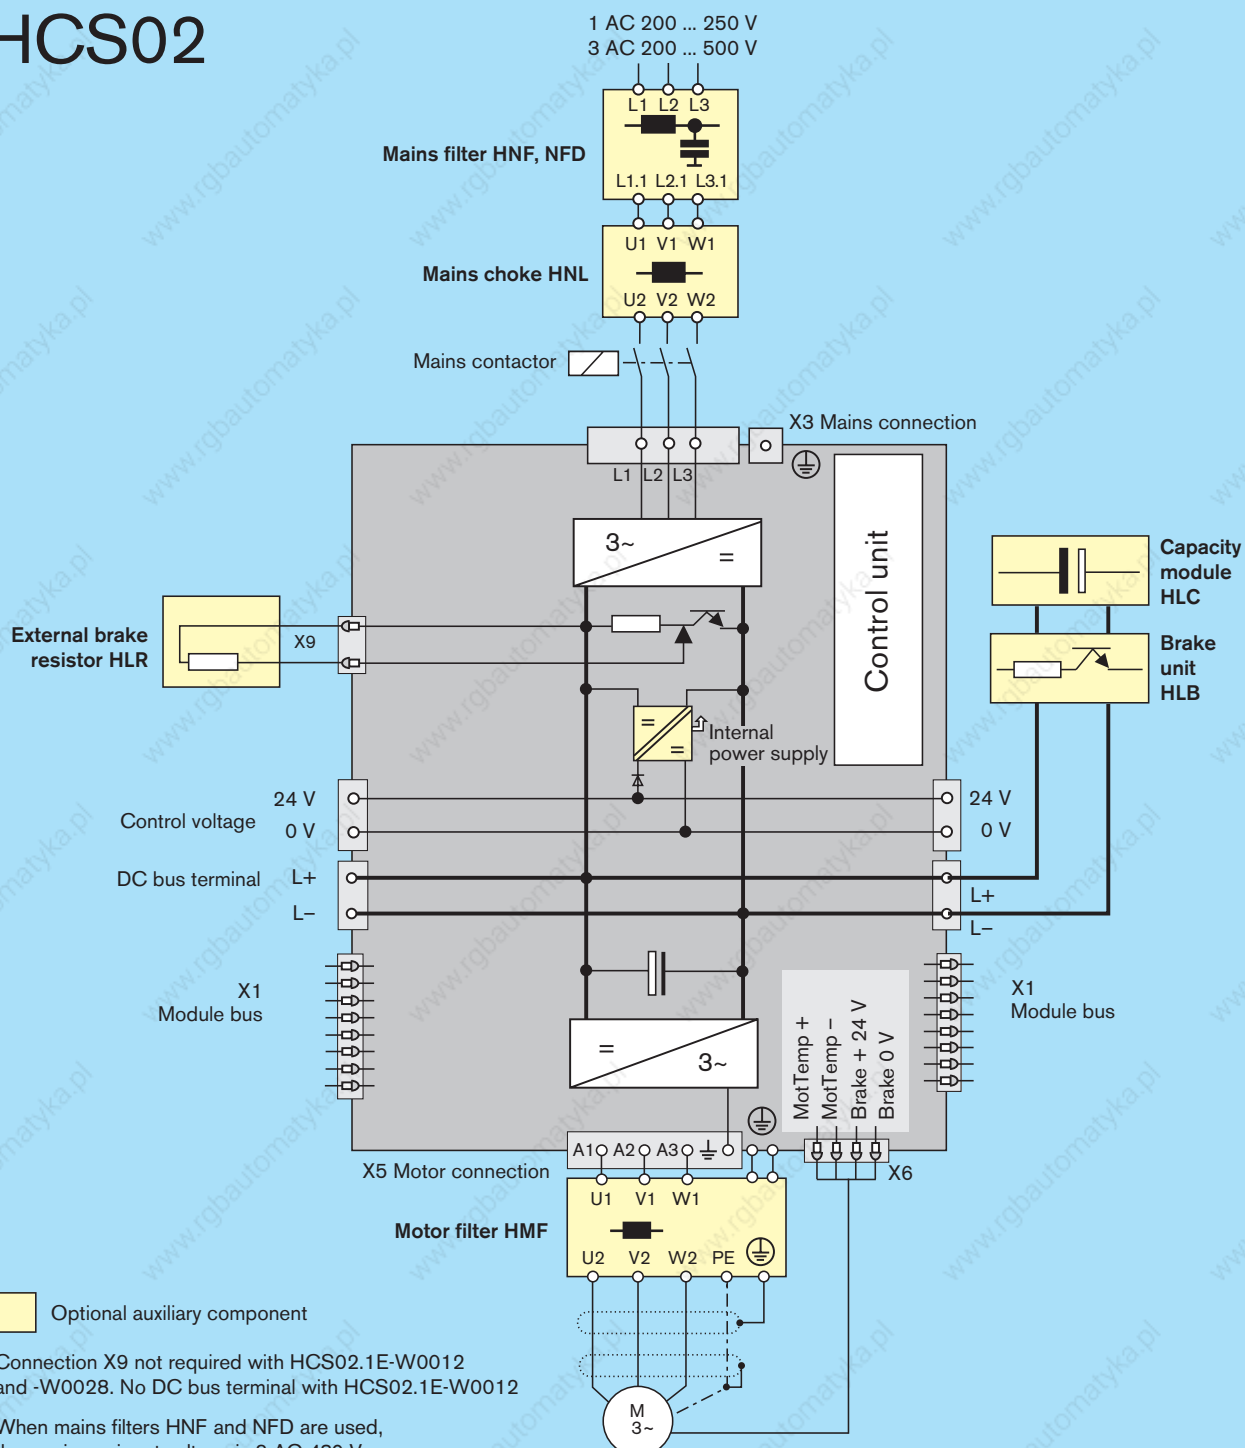 HCS02
1 AC 200 ... 250 V
3 AC 200 ... 500 V
L1 L2 L3
Mains filter HNF, NFD
L1.1 L2.1 L3.1
U1 V1 W1
Mains choke HNL
U2 V2 W2
Mains contactor
X3 Mains connection
L1 L2 L3
3~
=
Control unit
Capacity
module
HLC
External brake
resistor HLR
X9
Brake
unit
HLB
=
=
Internal
power supply
24 V
24 V
Control voltage
0 V
0 V
DC bus terminal
L+
L+
L−
L−
X1
Module bus
X1
Module bus
=
3~
MotTemp +
MotTemp −
Brake + 24 V
Brake 0 V
A1 A2 A3
X5 Motor connection
X6
U1 V1 W1
Motor filter HMF
U2 V2 W2 PE
Optional auxiliary component
Connection X9 not required with HCS02.1E-W0012
and -W0028. No DC bus terminal with HCS02.1E-W0012
When mains filters HNF and NFD are used,
M
3~
www.rgbautomatyka.pl